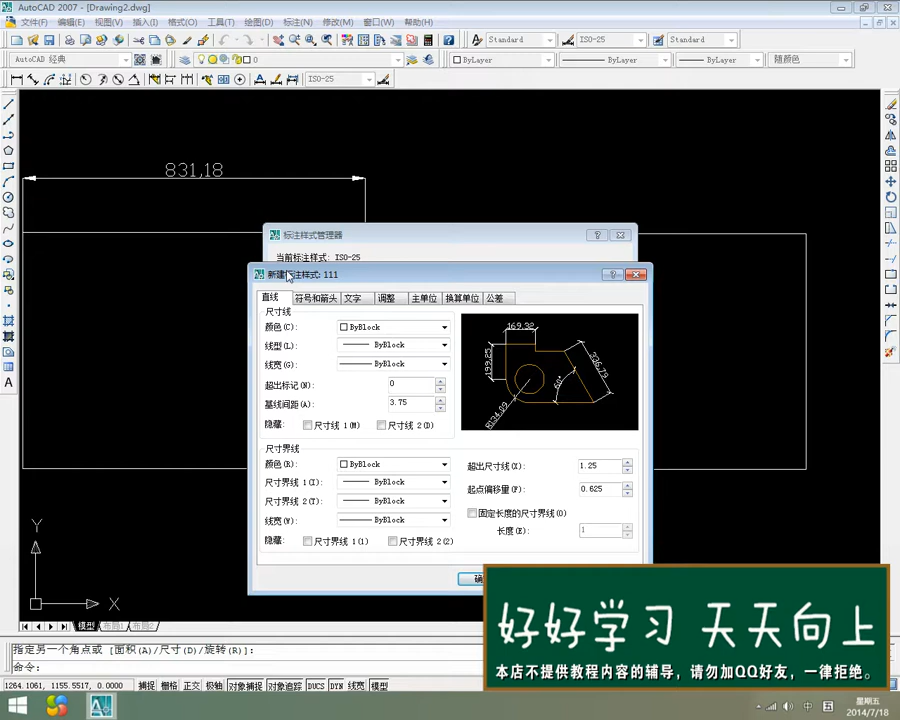 AutoCAD 2007 - [Drawing2.dwg]
文件(F) 编辑(E) 视图(V) 插入(I) 格式(O) 工具(T) 绘图(D) 标注(N) 修改(M) 窗口(W) 帮助(H)
Standard ISO-25 Standard
AutoCAD 经典 0 ByLayer ByLayer ByLayer 随颜色
ISO-25
831,18
标注样式管理器
当前标注样式: ISO-25
新建标注样式: 111
直线 符号和箭头 文字 调整 主单位 换算单位 公差
尺寸线
颜色(C): ByBlock
线型(L): ByBlock
线宽(G): ByBlock
超出标记(N): 0
基线间距(A): 3.75
隐藏: 尺寸线 1(M) 尺寸线 2(D)
169,32
199,25
336,79
60°
R134,09
尺寸界线
颜色(R): ByBlock
尺寸界线 1(I): ByBlock
尺寸界线 2(T): ByBlock
线宽(W): ByBlock
隐藏: 尺寸界线 1(1) 尺寸界线 2(2)
超出尺寸线(X): 1.25
起点偏移量(F): 0.625
固定长度的尺寸界线(O)
长度(E): 1
确
Y
X
模型 布局1 布局2
指定另一个角点或 [面积(A)/尺寸(D)/旋转(R)]:
命令:
1264.1061, 1155.5517, 0.0000 捕捉 栅格 正交 极轴 对象捕捉 对象追踪 DUCS DYN 线宽 模型
好好学习 天天向上
本店不提供教程内容的辅导，请勿加QQ好友，一律拒绝。
中
星期五
2014/7/18